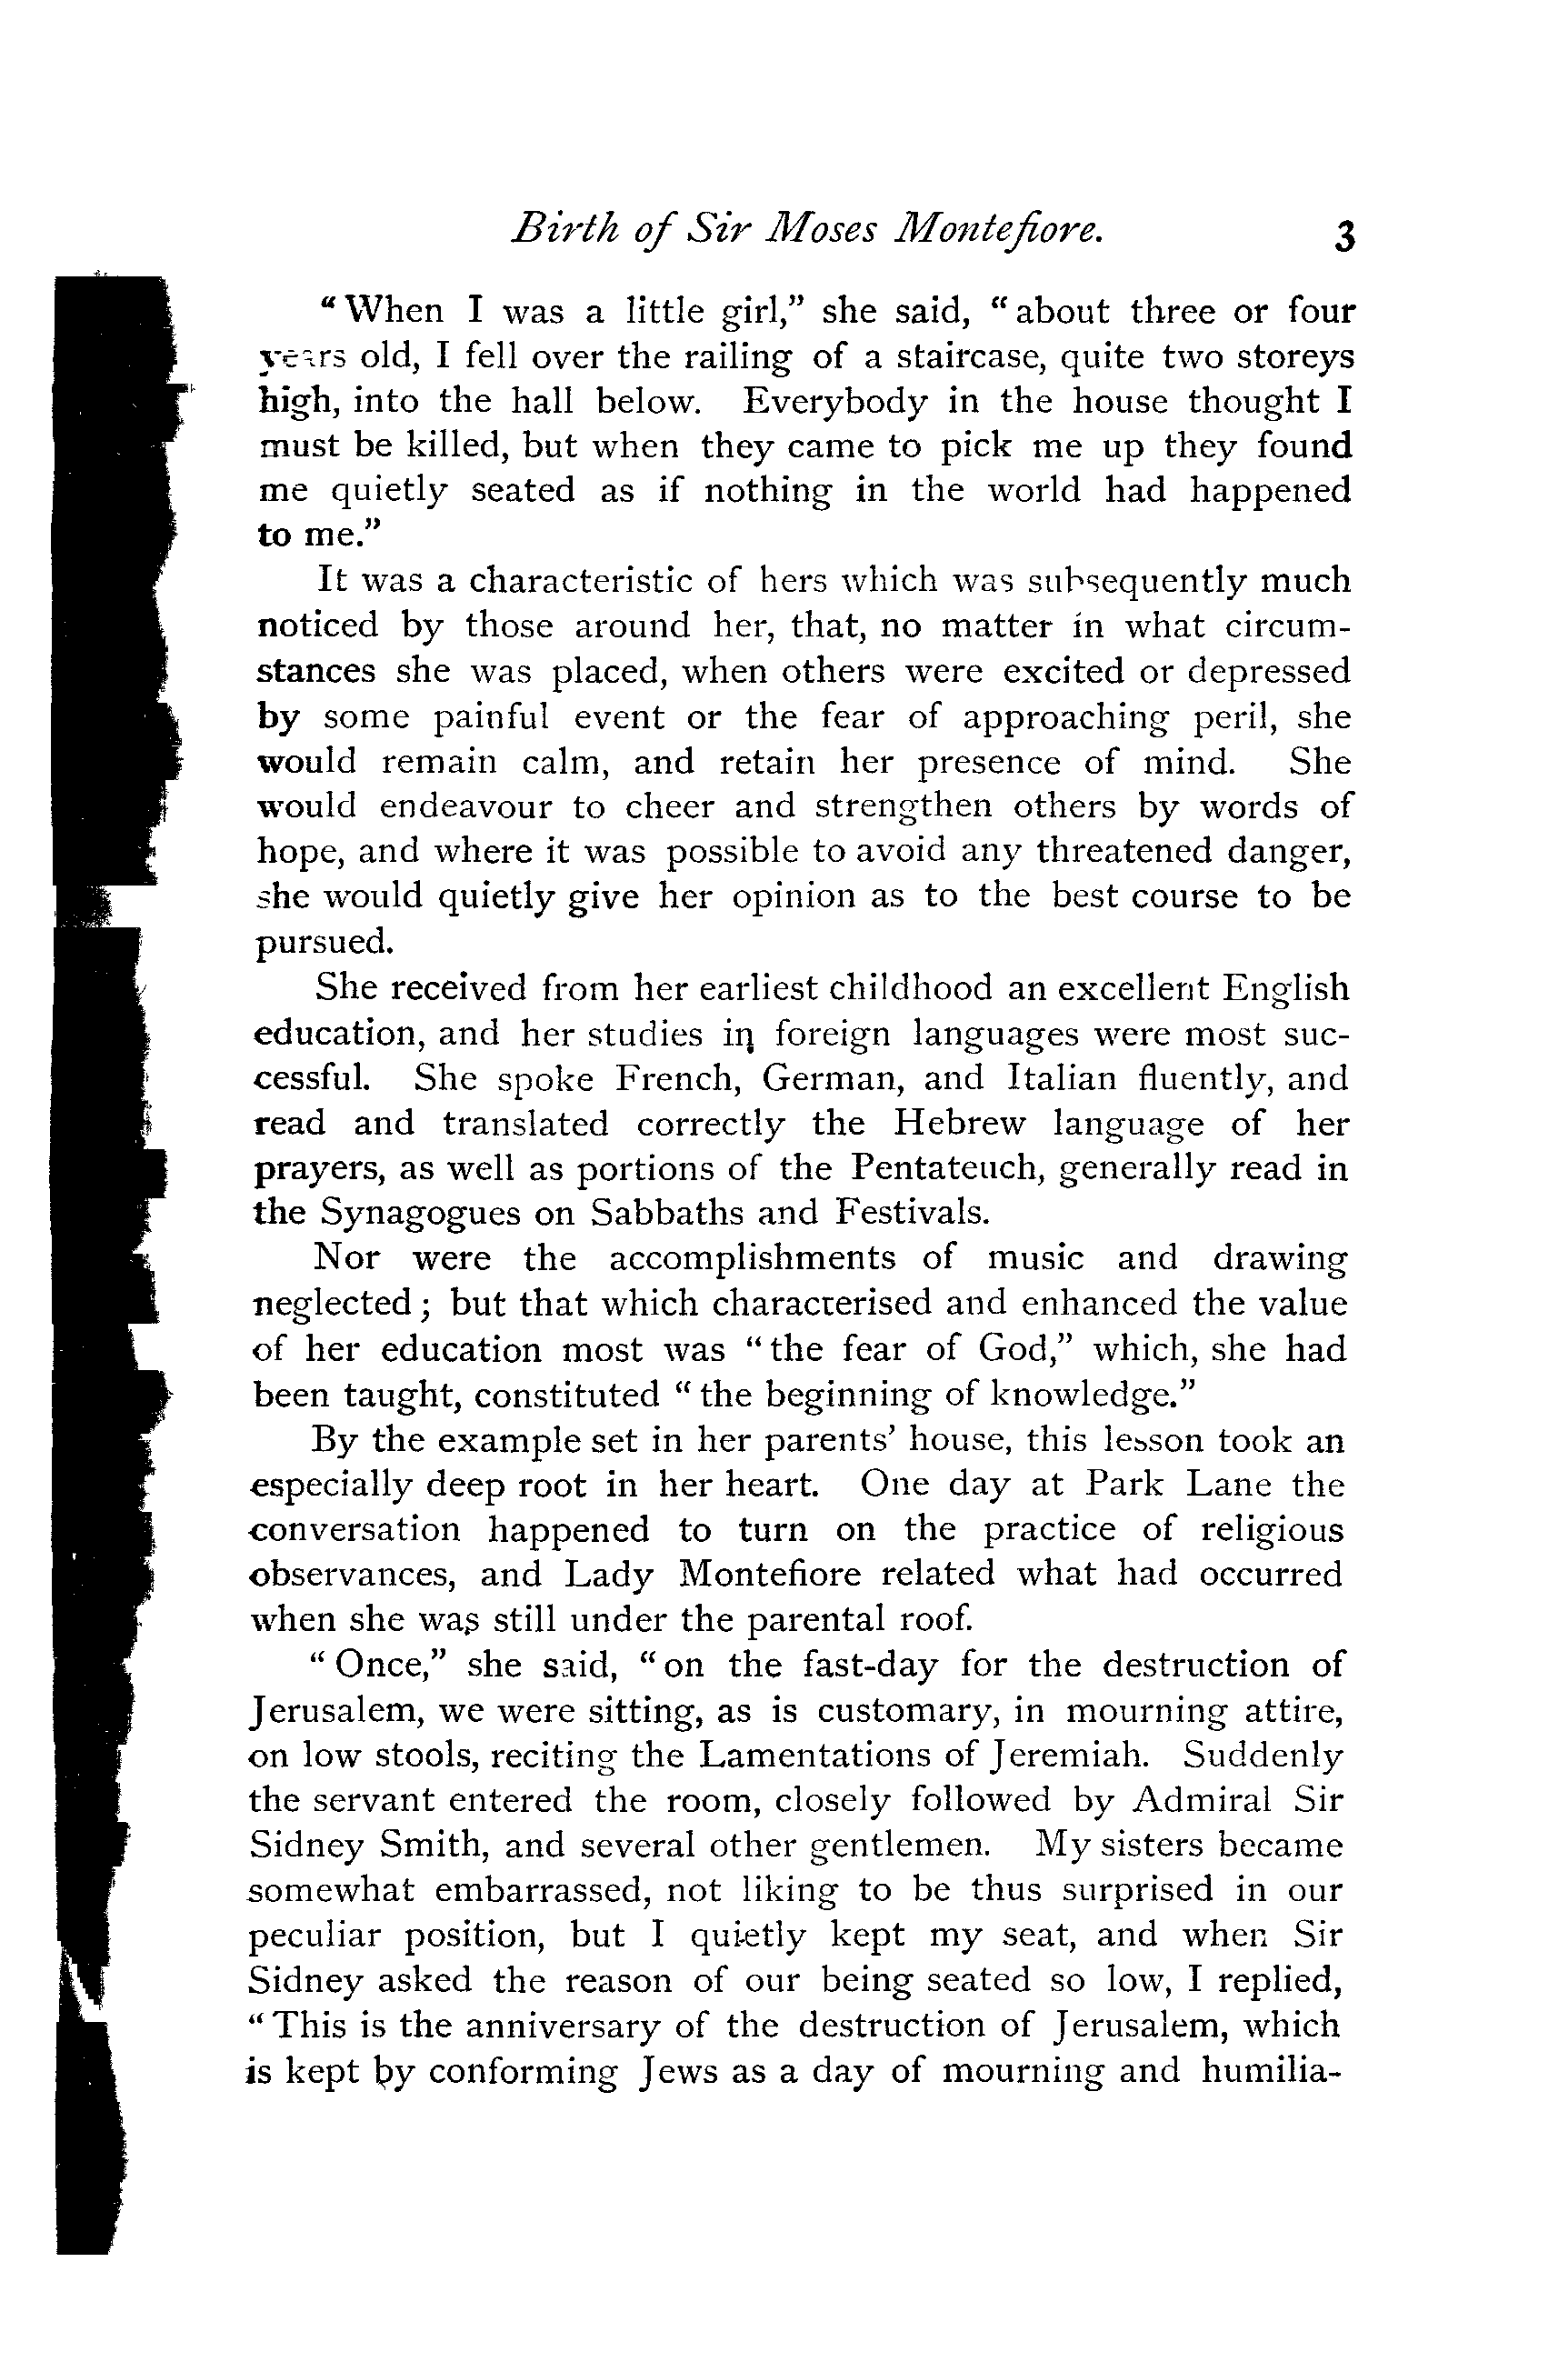 Birth of Sir Moses Montefiore. 3
“When I was a little girl,” she said, “about three or four
years old, I fell over the railing of a staircase, quite two storeys
high, into the hall below. Everybody in the house thought I
must be killed, but when they came to pick me up they found
me quietly seated as if nothing in the world had happened
to me.”
It was a characteristic of hers which was subsequently much
noticed by those around her, that, no matter in what circum-
stances she was placed, when others were excited or depressed
by some painful event or the fear of approaching peril, she
would remain calm, and retain her presence of mind. She
would endeavour to cheer and strengthen others by words of
hope, and where it was possible to avoid any threatened danger,
she would quietly give her opinion as to the best course to be
pursued.
She received from her earliest childhood an excellent English
education, and her studies in foreign languages were most suc-
cessful. She spoke French, German, and Italian fluently, and
read and translated correctly the Hebrew language of her
prayers, as well as portions of the Pentateuch, generally read in
the Synagogues on Sabbaths and Festivals.
Nor were the accomplishments of music and drawing
neglected; but that which characterised and enhanced the value
of her education most was “the fear of God,” which, she had
been taught, constituted “the beginning of knowledge.”
By the example set in her parents’ house, this lesson took an
especially deep root in her heart. One day at Park Lane the
conversation happened to turn on the practice of religious
observances, and Lady Montefiore related what had occurred
when she was still under the parental roof.
“Once,” she said, “on the fast-day for the destruction of
Jerusalem, we were sitting, as is customary, in mourning attire,
on low stools, reciting the Lamentations of Jeremiah. Suddenly
the servant entered the room, closely followed by Admiral Sir
Sidney Smith, and several other gentlemen. My sisters became
somewhat embarrassed, not liking to be thus surprised in our
peculiar position, but I quietly kept my seat, and when Sir
Sidney asked the reason of our being seated so low, I replied,
“This is the anniversary of the destruction of Jerusalem, which
is kept by conforming Jews as a day of mourning and humilia-